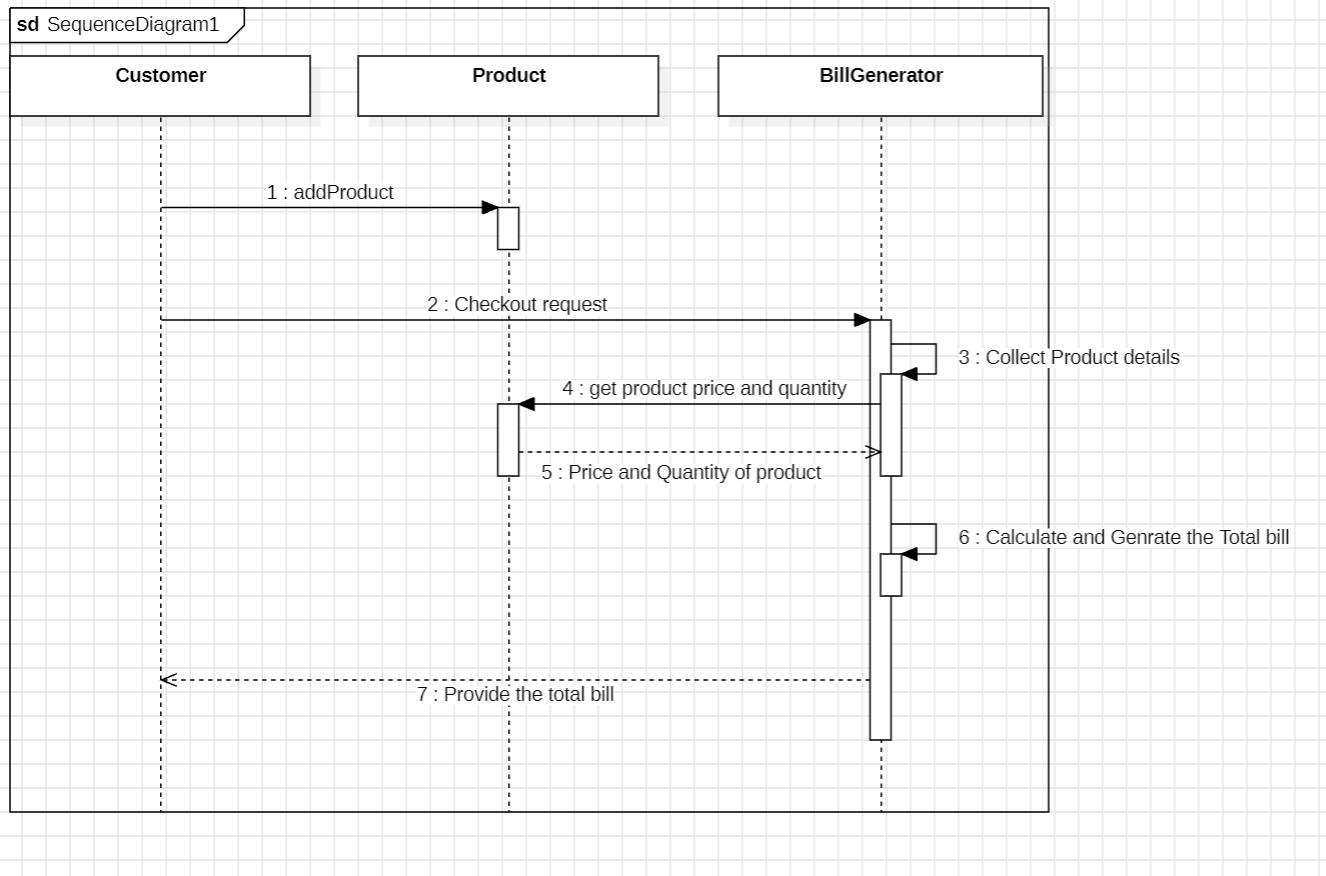 sd SequenceDiagram1
Customer
Product
BillGenerator
1 : addProduct
2 : Checkout request
3 : Collect Product details
4 : get product price and quantity
5 : Price and Quantity of product
6 : Calculate and Genrate the Total bill
7 : Provide the total bill